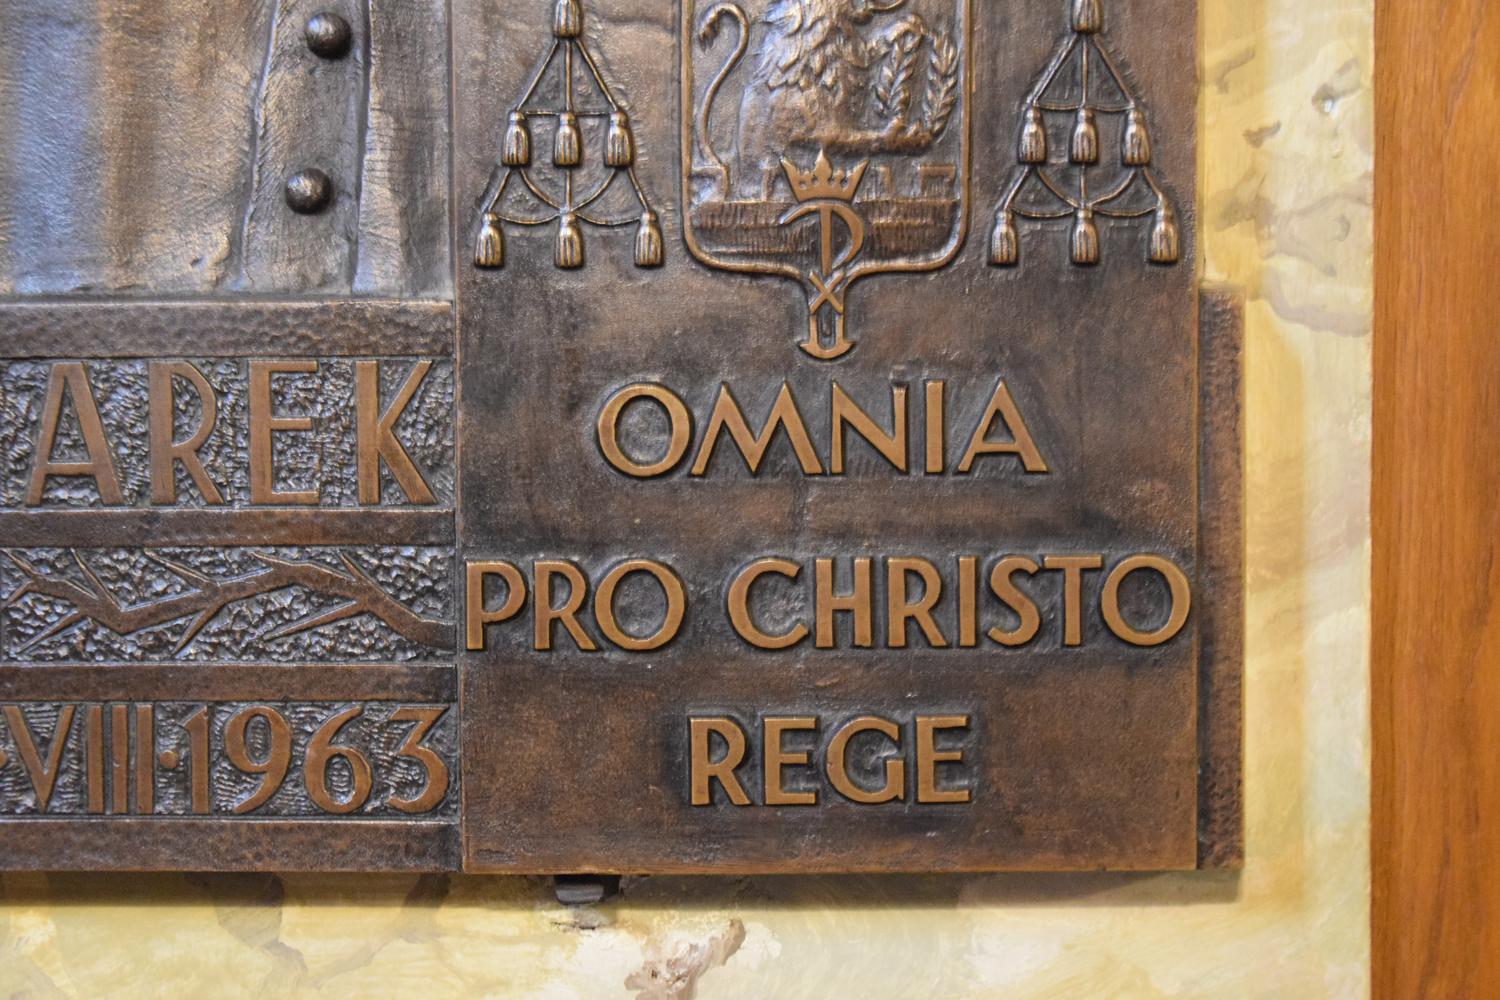 AREK
VIII·1963
OMNIA
PRO CHRISTO
REGE